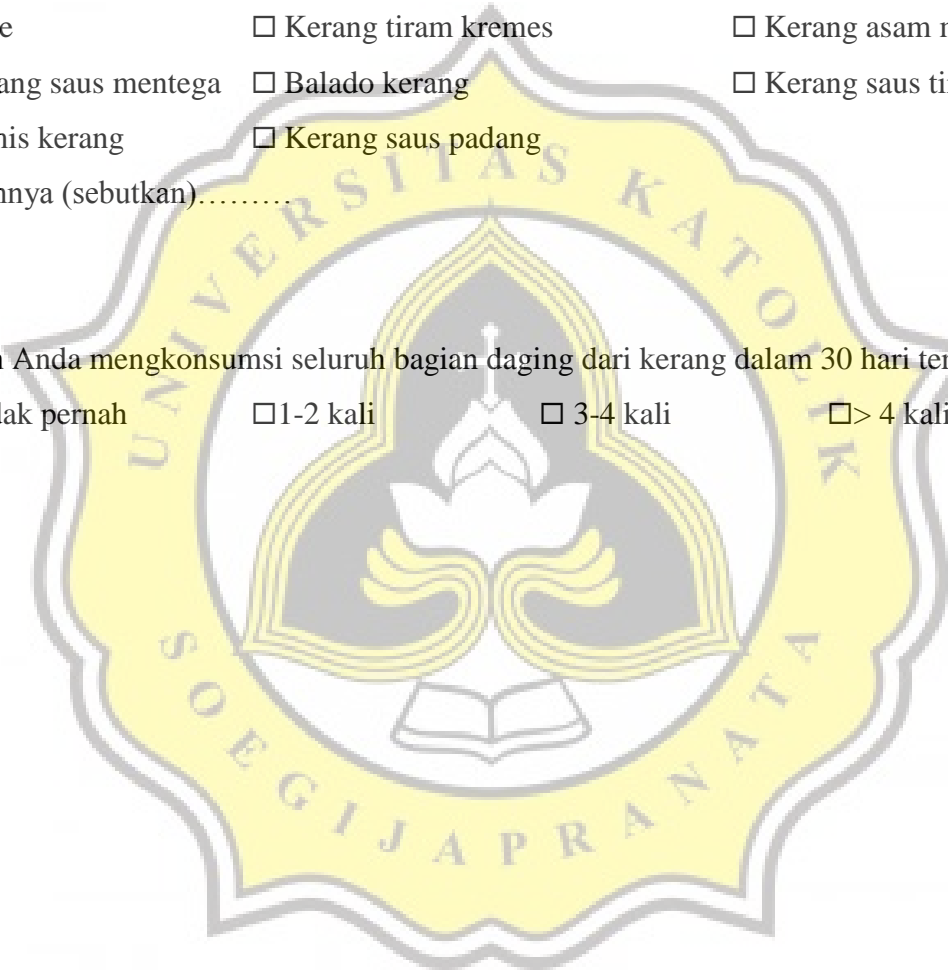 e ☐ Kerang tiram kremes ☐ Kerang asam m
ang saus mentega ☐ Balado kerang ☐ Kerang saus ti
is kerang ☐ Kerang saus padang
nnya (sebutkan)………
Anda mengkonsumsi seluruh bagian daging dari kerang dalam 30 hari ter
ak pernah ☐1-2 kali ☐ 3-4 kali ☐> 4 kali
UNIVERSITAS KATOLIK
SOEGIJAPRANATA